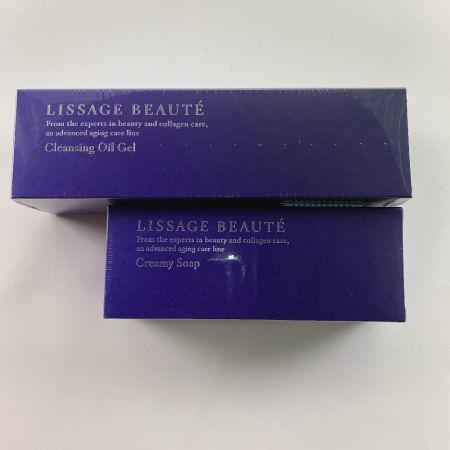 LISSAGE BEAUTÉ
From the experts in beauty and collagen care,
an advanced aging care line
Cleansing Oil Gel
LISSAGE BEAUTÉ
From the experts in beauty and collagen care,
an advanced aging care line
Creamy Soap